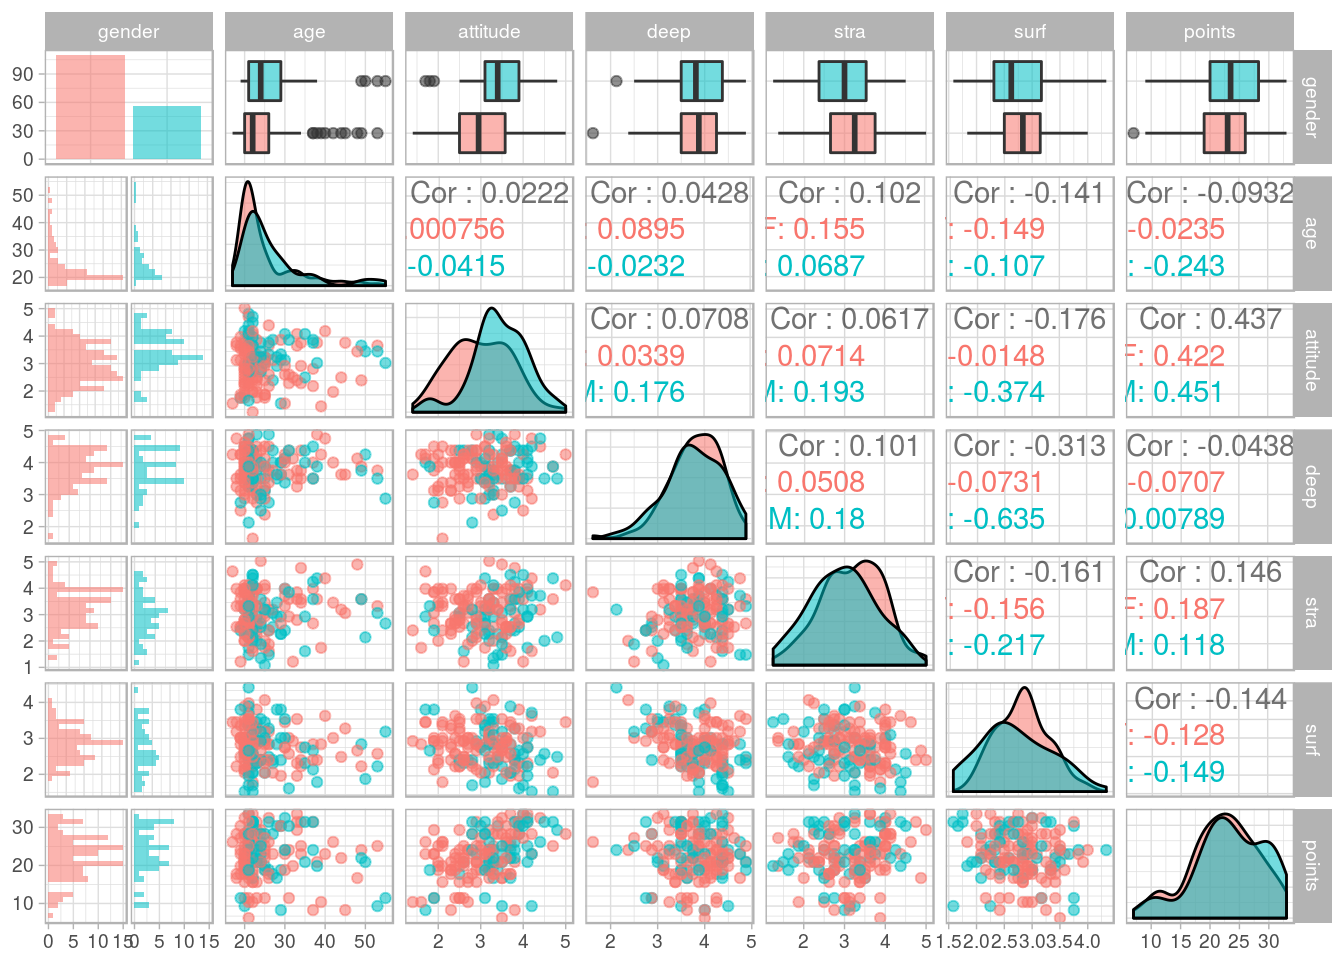 gender age attitude deep stra surf points
90
60
30
0
gender
50
40
30
20
Cor : 0.0222 Cor : 0.0428 Cor : 0.102 Cor : -0.141 Cor : -0.0932
000756 : 0.0895 F: 0.155 : -0.149 -0.0235
-0.0415 -0.0232 0.0687 : -0.107 : -0.243
age
5
4
3
2
Cor : 0.0708 Cor : 0.0617 Cor : -0.176 Cor : 0.437
0.0339 : 0.0714 -0.0148 F: 0.422
M: 0.176 M: 0.193 : -0.374 M: 0.451
attitude
5
4
3
2
Cor : 0.101 Cor : -0.313 Cor : -0.0438
: 0.0508 -0.0731 -0.0707
M: 0.18 : -0.635 0.00789
deep
5
4
3
2
1
Cor : -0.161 Cor : 0.146
: -0.156 F: 0.187
: -0.217 M: 0.118
stra
4
3
2
Cor : -0.144
: -0.128
: -0.149
surf
30
20
10
points
0 5 10 15 0 5 10 15 20 30 40 50 2 3 4 5 2 3 4 5 1 2 3 4 5 1.5 2.0 2.5 3.0 3.5 4.0 10 15 20 25 30